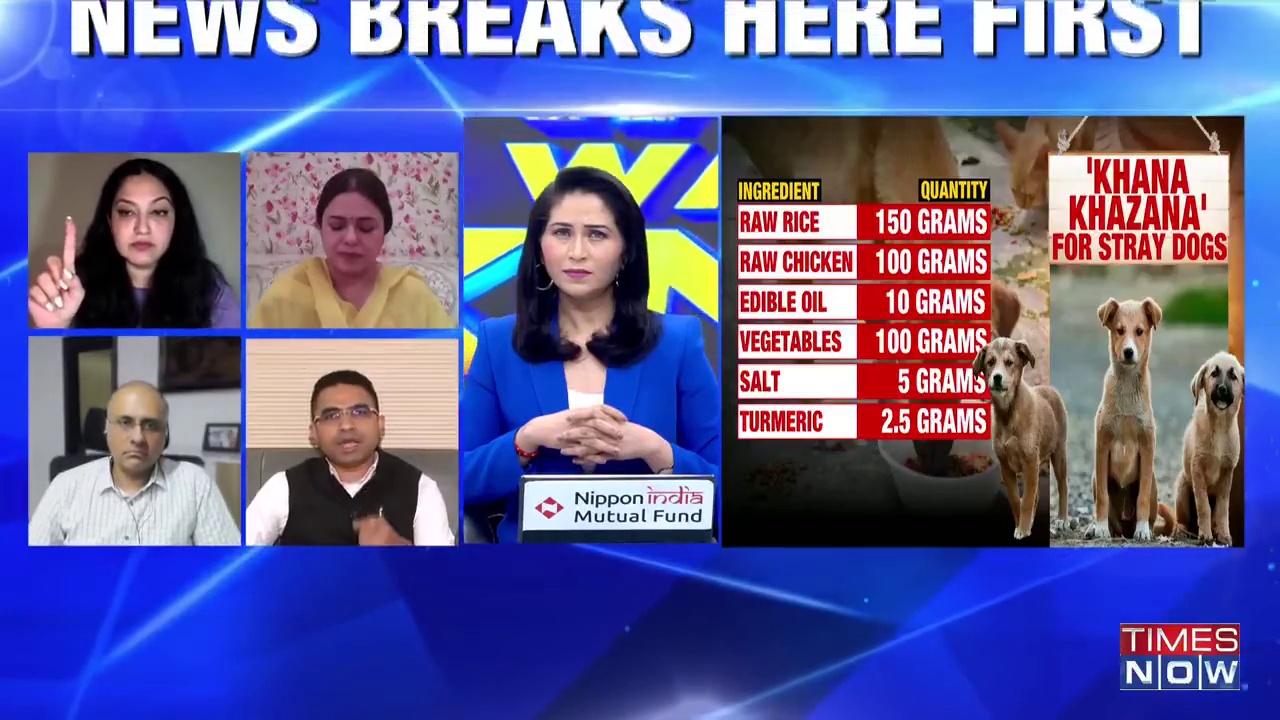 NEWS BREAKS HERE FIRST
INGREDIENT QUANTITY
RAW RICE 150 GRAMS
RAW CHICKEN 100 GRAMS
EDIBLE OIL 10 GRAMS
VEGETABLES 100 GRAMS
SALT 5 GRAMS
TURMERIC 2.5 GRAMS
'KHANA
KHAZANA'
FOR STRAY DOGS
Nippon india
Mutual Fund
TIMES
NOW